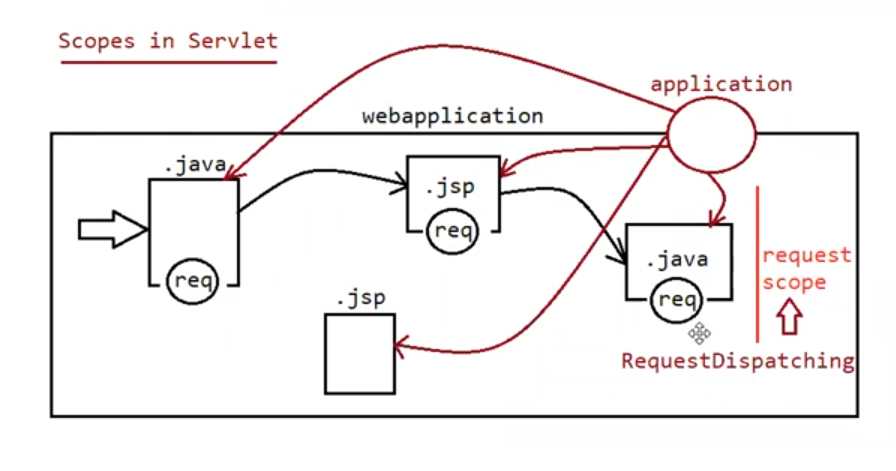 Scopes in Servlet
application
webapplication
.java
.jsp
req
.java
req
request
scope
req
.jsp
RequestDispatching